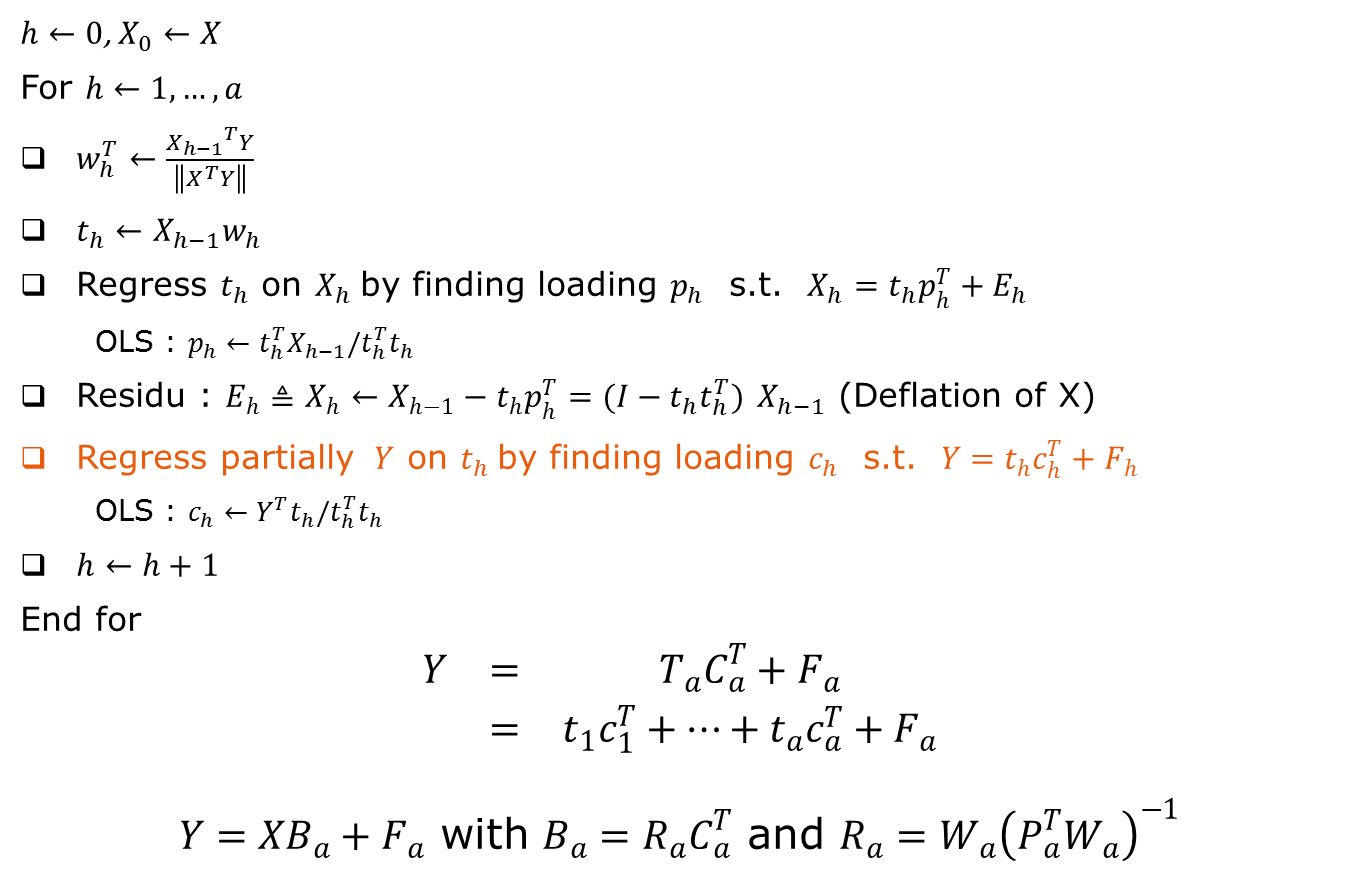 h ← 0, X₀ ← X
For h ← 1, … , a
❑ w_h^T ← X_{h−1}^T Y / ‖X^T Y‖
❑ t_h ← X_{h−1} w_h
❑ Regress t_h on X_h by finding loading p_h s.t. X_h = t_h p_h^T + E_h
OLS : p_h ← t_h^T X_{h−1} / t_h^T t_h
❑ Residu : E_h ≜ X_h ← X_{h−1} − t_h p_h^T = (I − t_h t_h^T) X_{h−1} (Deflation of X)
❑ Regress partially Y on t_h by finding loading c_h s.t. Y = t_h c_h^T + F_h
OLS : c_h ← Y^T t_h / t_h^T t_h
❑ h ← h + 1
End for
Y = T_a C_a^T + F_a
= t_1 c_1^T + ⋯ + t_a c_a^T + F_a
Y = XB_a + F_a with B_a = R_a C_a^T and R_a = W_a (P_a^T W_a)^{−1}